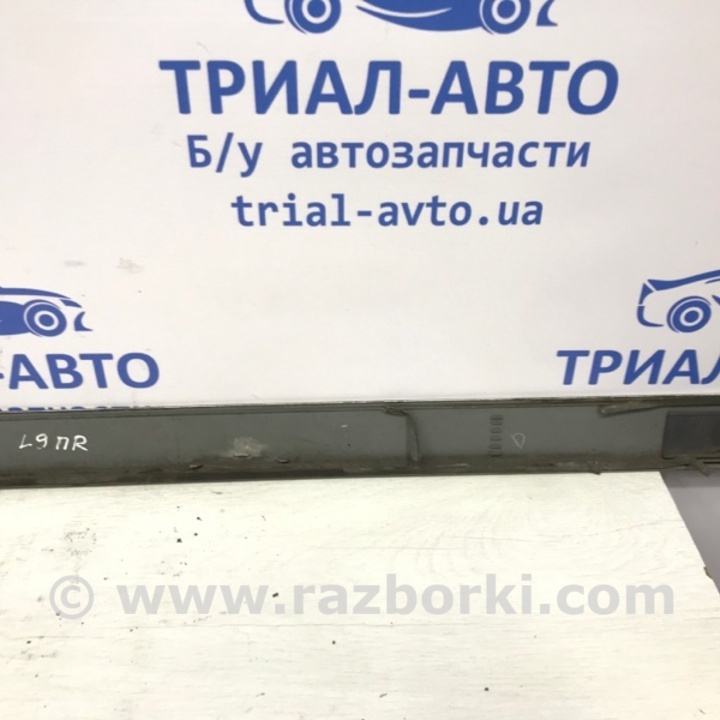 ТРИАЛ-АВТО
Б/у автозапчасти
trial-avto.ua
-АВТО
ТРИАЛ
L9 ПR
© www.razborki.com